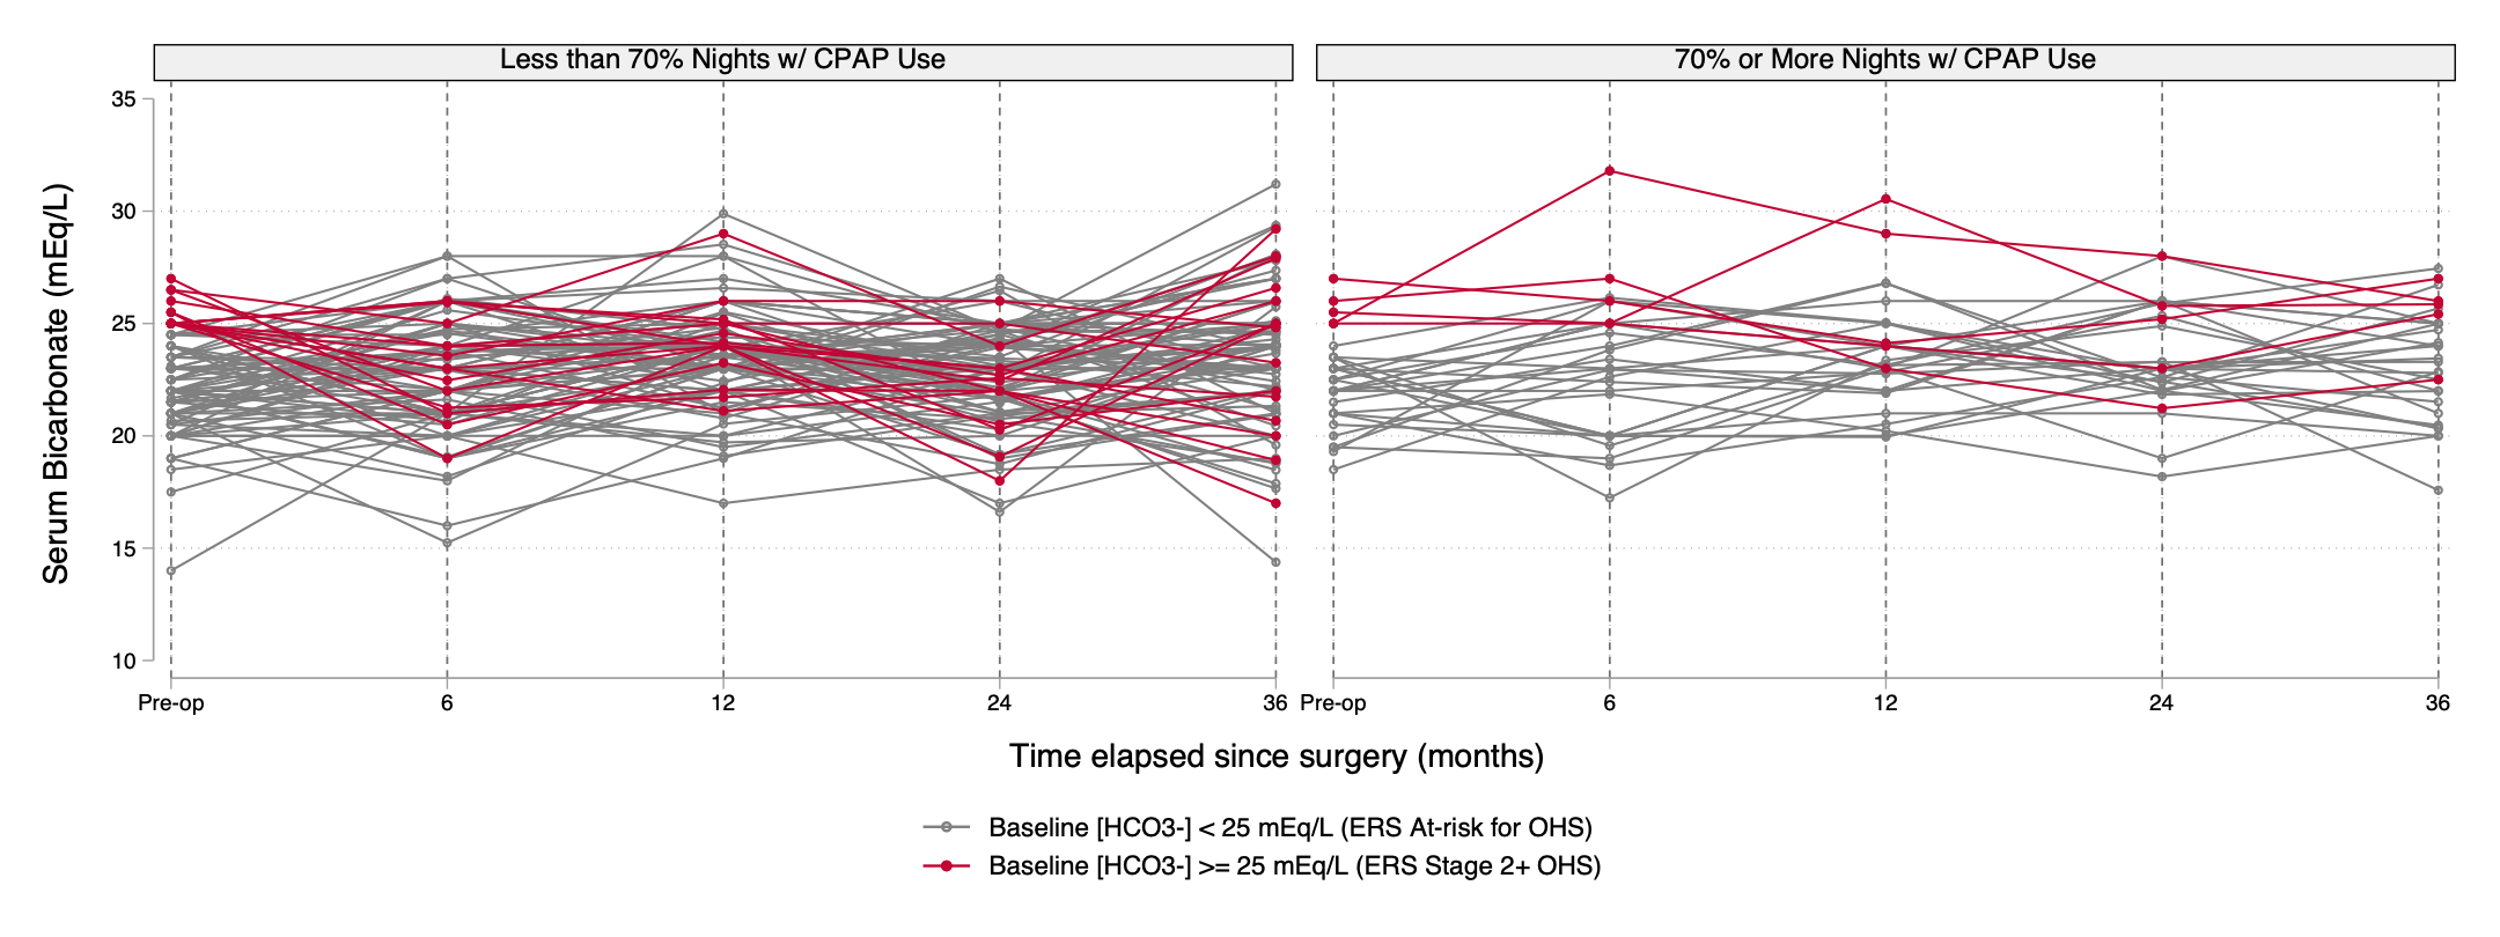 Less than 70% Nights w/ CPAP Use
70% or More Nights w/ CPAP Use
Serum Bicarbonate (mEq/L)
35
30
25
20
15
10
Pre-op 6 12 24 36
Pre-op 6 12 24 36
Time elapsed since surgery (months)
Baseline [HCO3-] < 25 mEq/L (ERS At-risk for OHS)
Baseline [HCO3-] >= 25 mEq/L (ERS Stage 2+ OHS)